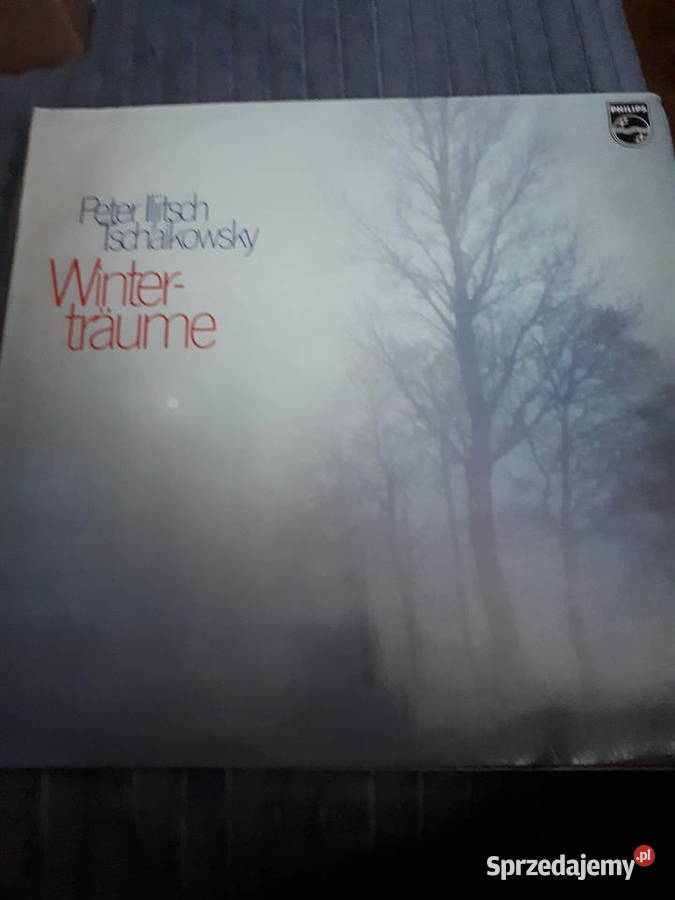 PHILIPS
Peter Iljitsch
Tschaikowsky
Winter-
träume
Sprzedajemy.pl